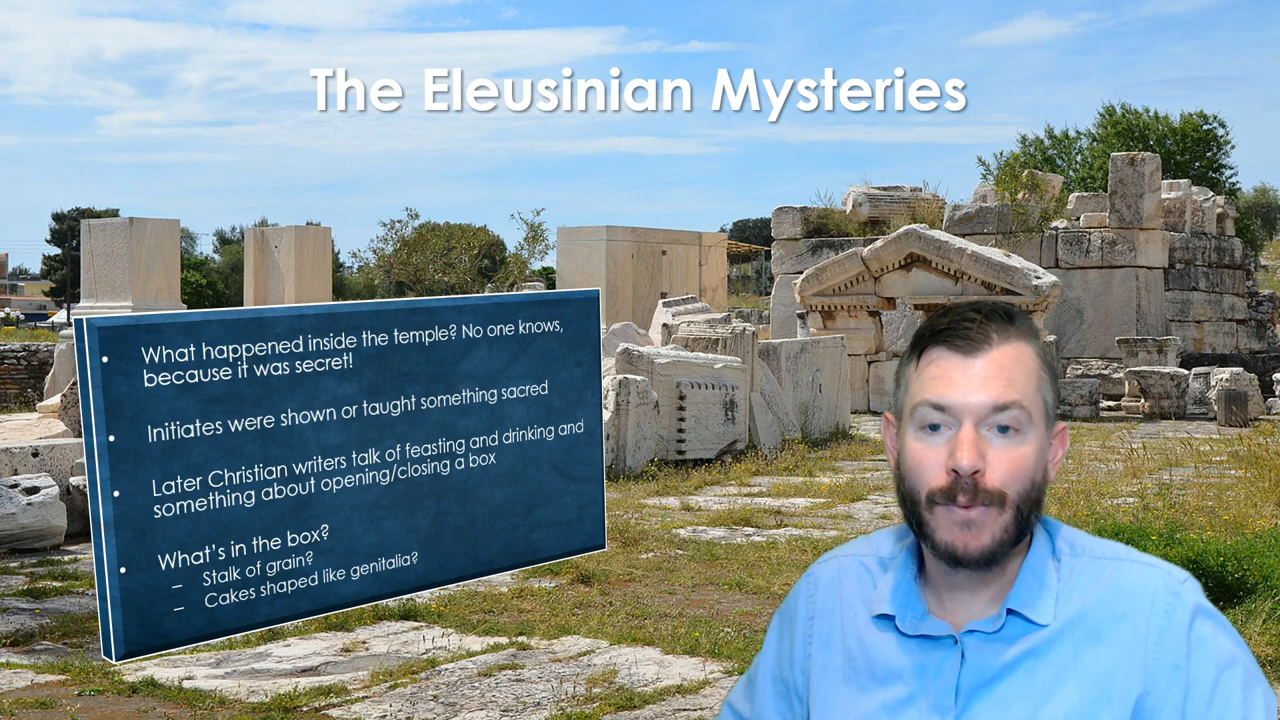 The Eleusinian Mysteries
• What happened inside the temple? No one knows,
because it was secret!
• Initiates were shown or taught something sacred
• Later Christian writers talk of feasting and drinking and
something about opening/closing a box
• What's in the box?
– Stalk of grain?
– Cakes shaped like genitalia?